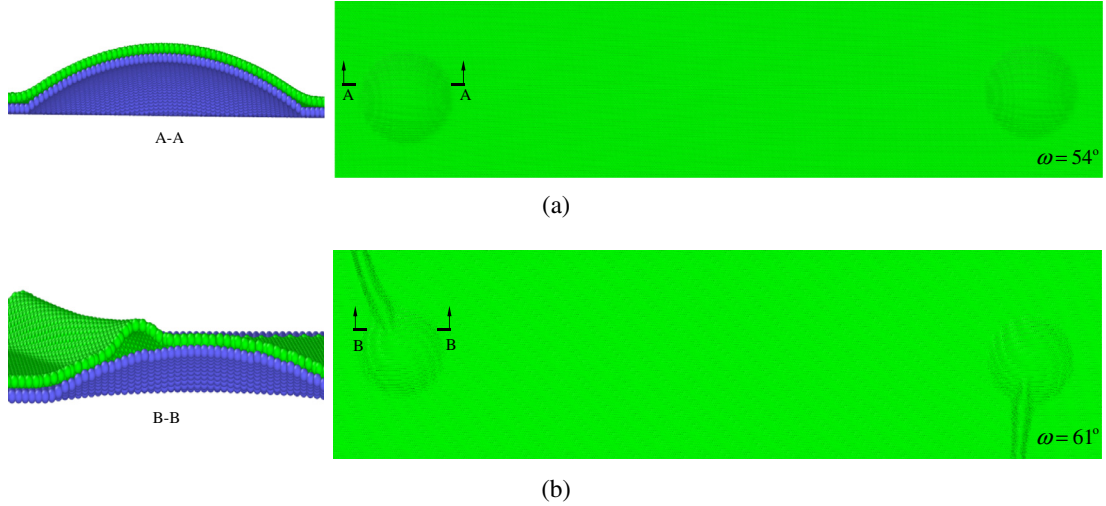 A A
A-A
ω = 54°
(a)
B B
B-B
ω = 61°
(b)